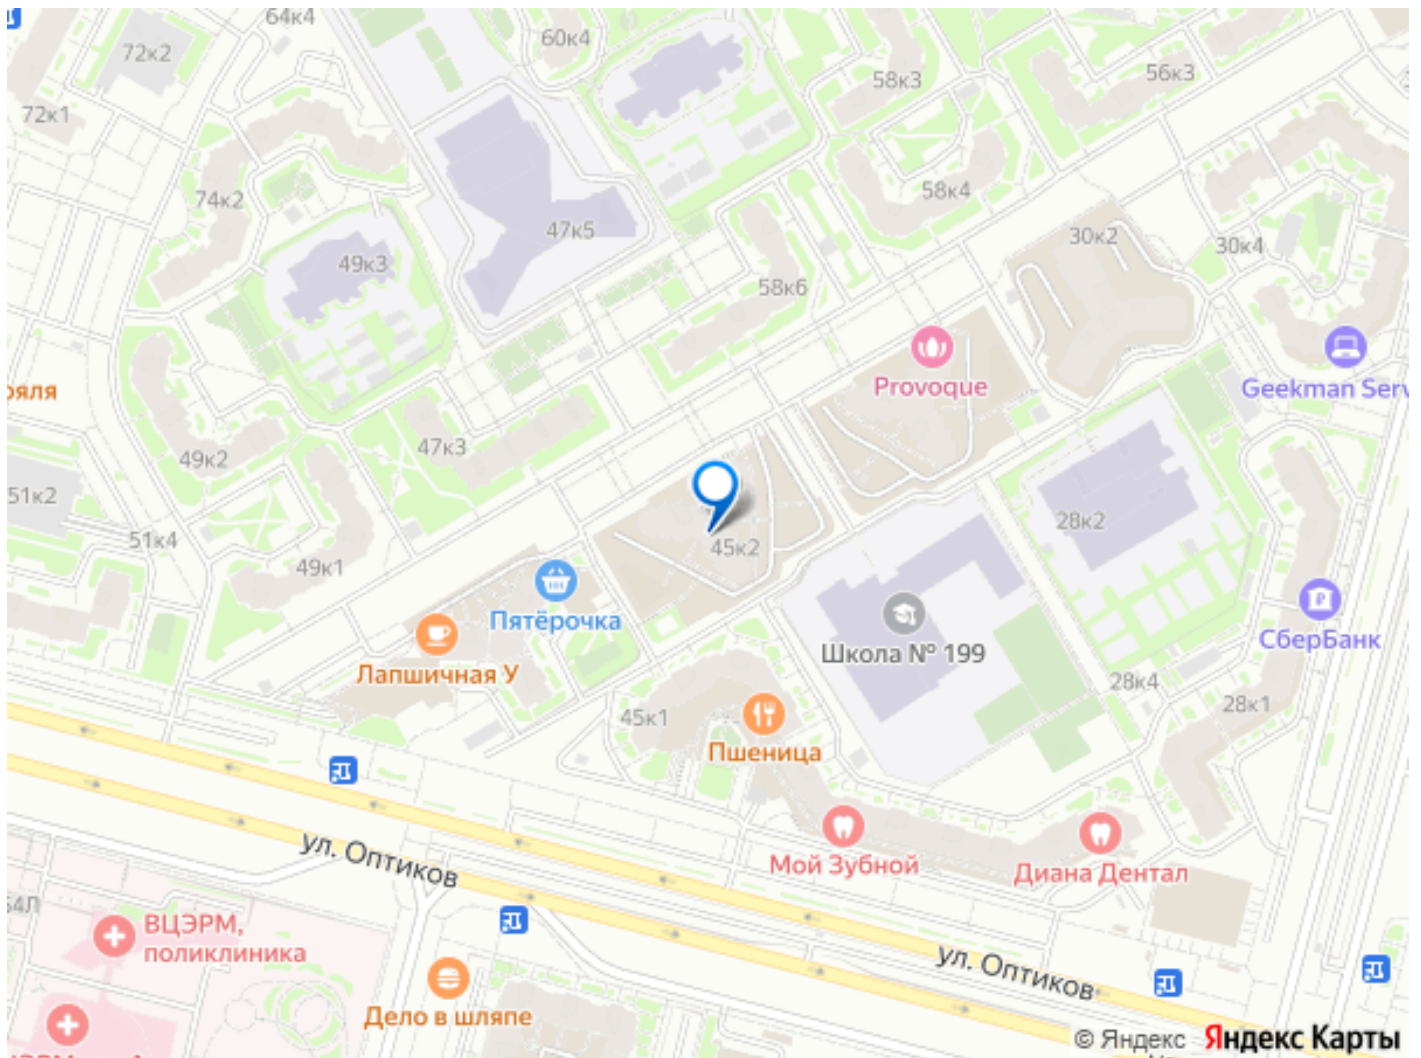 64к4
60к4
72к2
58к3
56к3
72к1
74к2
58к4
47к5
30к2
30к4
49к3
58к6
Provoque
Geekman Serv
47к3
49к2
51к2
28к2
51к4
45к2
49к1
Пятёрочка
Школа № 199
СберБанк
Лапшичная У
28к4
28к1
45к1
Пшеница
ул. Оптиков
Мой Зубной
Диана Дентал
ВЦЭРМ,
поликлиника
ул. Оптиков
Дело в шляпе
© Яндекс Яндекс Карты